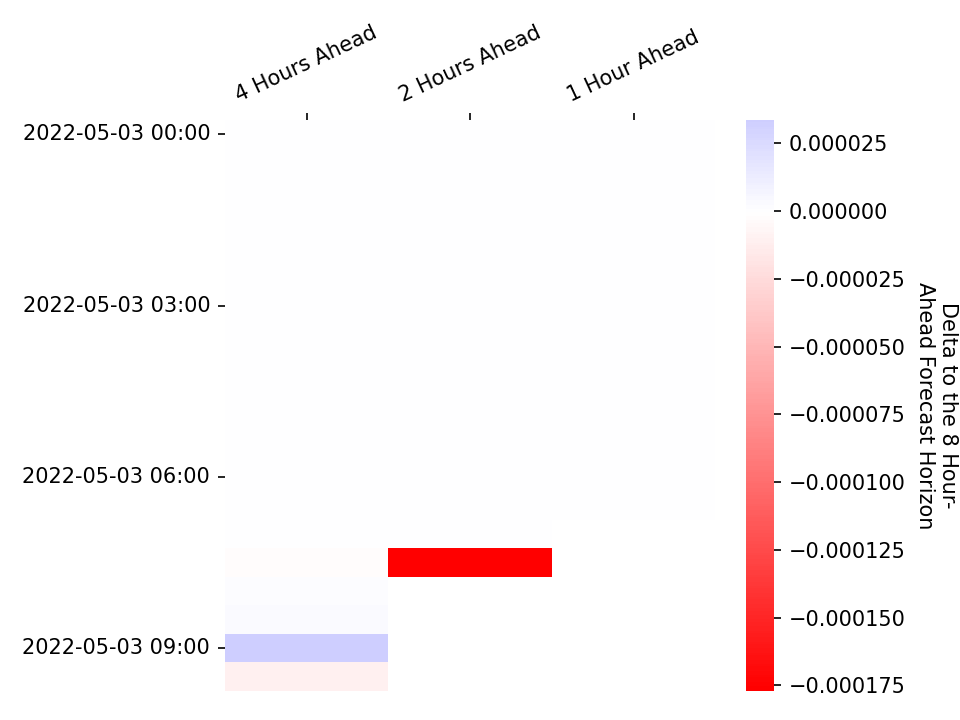 4 Hours Ahead
2 Hours Ahead
1 Hour Ahead
2022-05-03 00:00
2022-05-03 03:00
2022-05-03 06:00
2022-05-03 09:00
0.000025
0.000000
−0.000025
−0.000050
−0.000075
−0.000100
−0.000125
−0.000150
−0.000175
Delta to the 8 Hour-
Ahead Forecast Horizon